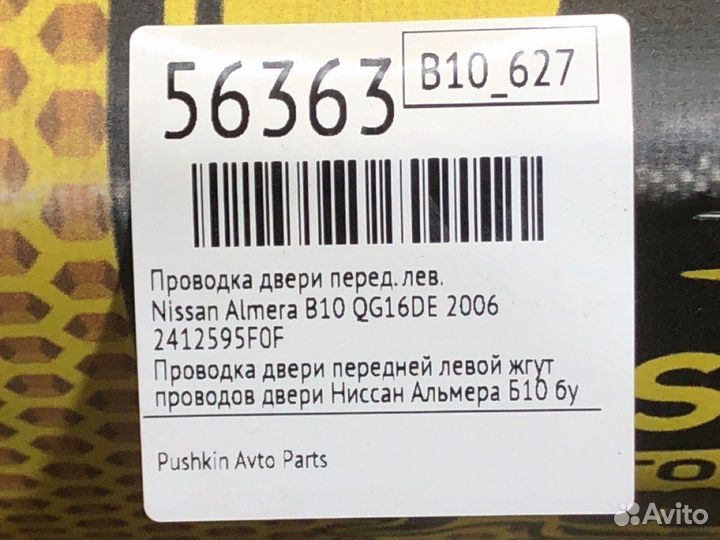 56363
B10_627
Проводка двери перед. лев.
Nissan Almera B10 QG16DE 2006
2412595F0F
Проводка двери передней левой жгут
проводов двери Ниссан Альмера Б10 бу
Pushkin Avto Parts
Avito